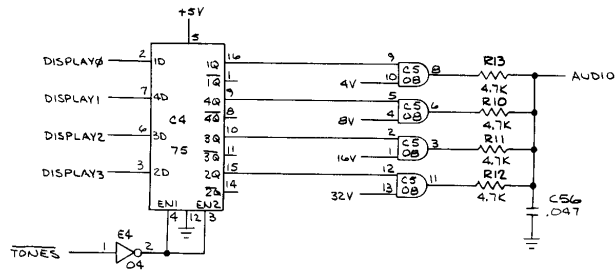 +5V
5
DISPLAY0 2 1D 1Q 16 9 C5 08 8 R13 4.7K AUDIO
1Q 1 4V 10
DISPLAY1 7 4D 4Q 9 5 C5 08 6 R10 4.7K
4Q 8 8V 4
C4
75
DISPLAY2 6 3D 3Q 10 2 C5 08 3 R11 4.7K
3Q 11 16V 1
DISPLAY3 3 2D 2Q 15 12 C5 08 11 R12 4.7K
2Q 14 32V 13
EN1 EN2
4 12 3
C56
.047
TONES 1 E4 2
04